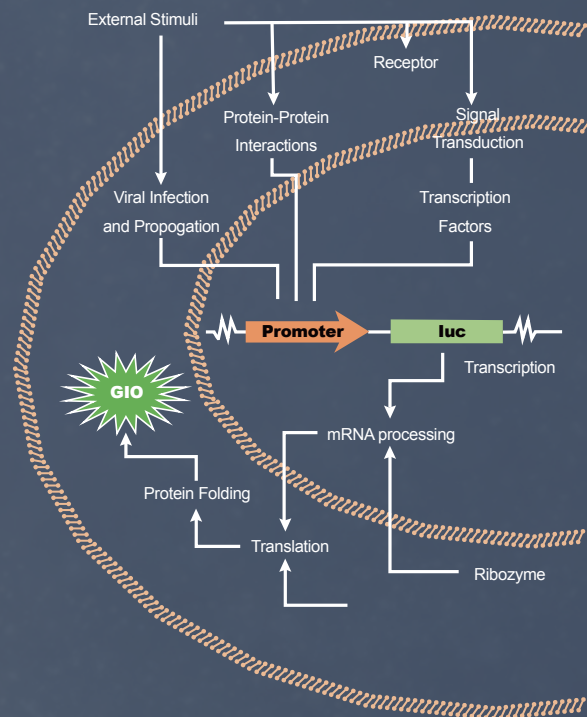 External Stimuli
Receptor
Protein-Protein
Interactions
Signal
Transduction
Viral Infection
and Propogation
Transcription
Factors
Promoter
luc
Transcription
GIO
mRNA processing
Protein Folding
Translation
Ribozyme